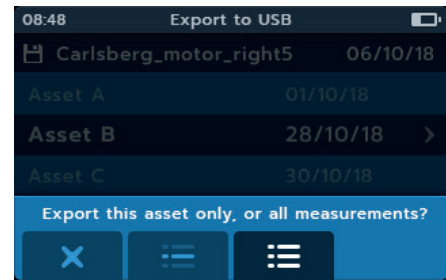 08:48 Export to USB
Carlsberg_motor_right5 06/10/18
Asset A 01/10/18
Asset B 28/10/18 >
Asset C 30/10/18
Export this asset only, or all measurements?